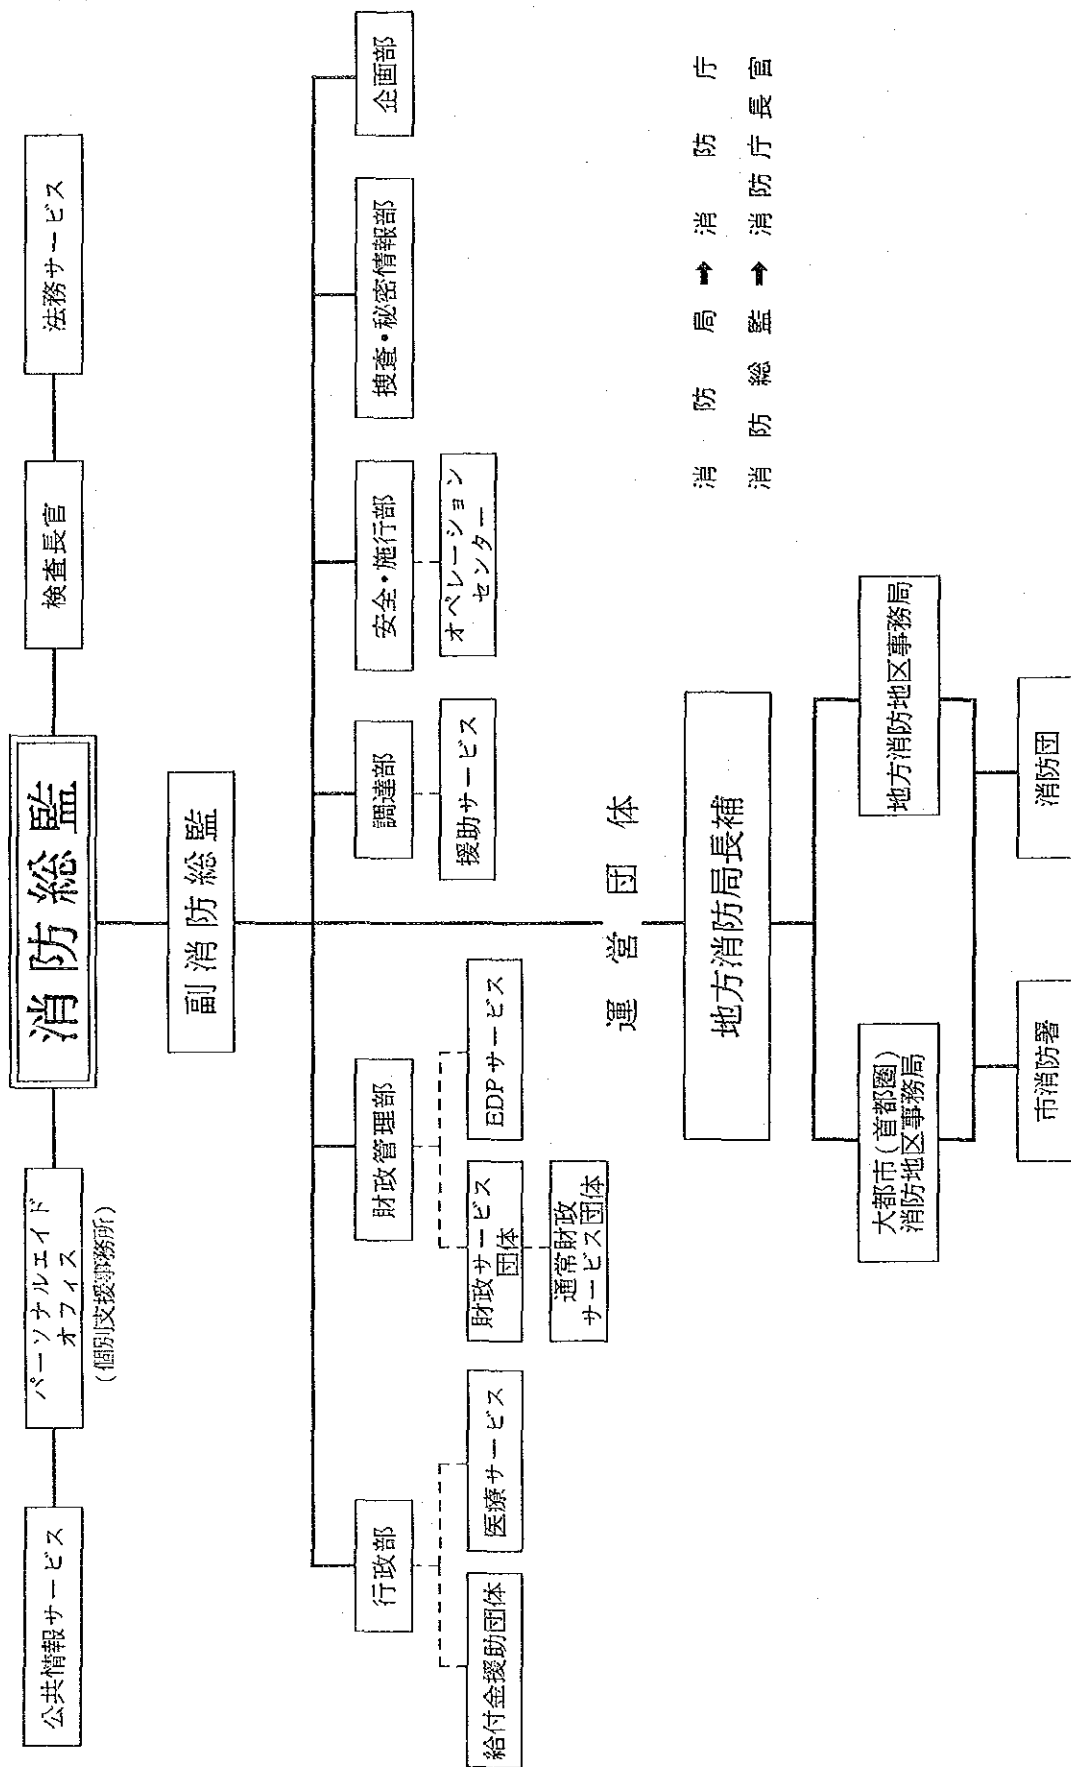 公共情報サービス
パーソナルエイド
オフィス
(個別支援事務所)
消防総監
検査長官
法務サービス
副消防総監
行政部
財政管理部
調達部
安全・施行部
捜査・秘密情報部
企画部
給付金援助団体
医療サービス
財政サービス
団体
EDPサービス
援助サービス
オペレーション
センター
通常財政
サービス団体
運営団体
地方消防局長補
消防局➡消防庁
消防総監➡消防庁長官
大都市(首都圏)
消防地区事務局
地方消防地区事務局
市消防署
消防団